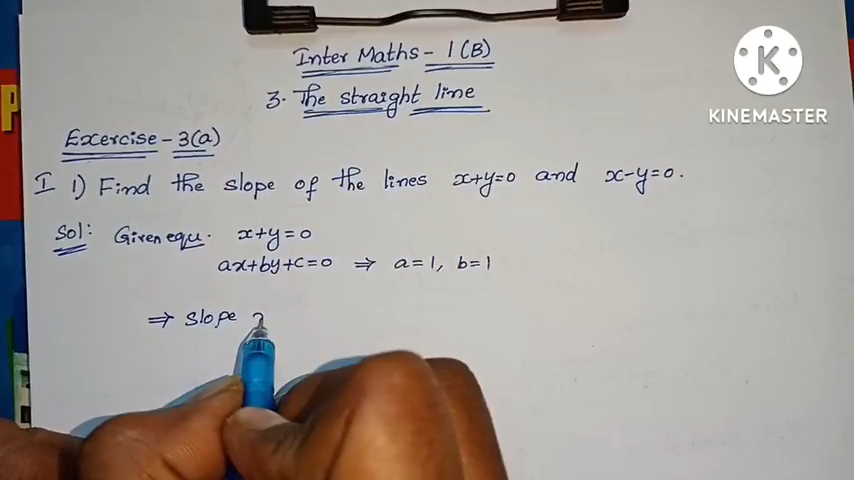 Inter Maths - 1(B)
3. The straight line
K
KINEMASTER
P
Exercise - 3(a)
I 1) Find the slope of the lines x+y=0 and x-y=0.
Sol: Given equ. x+y=0
ax+by+c=0 ⇒ a=1, b=1
⇒ slope